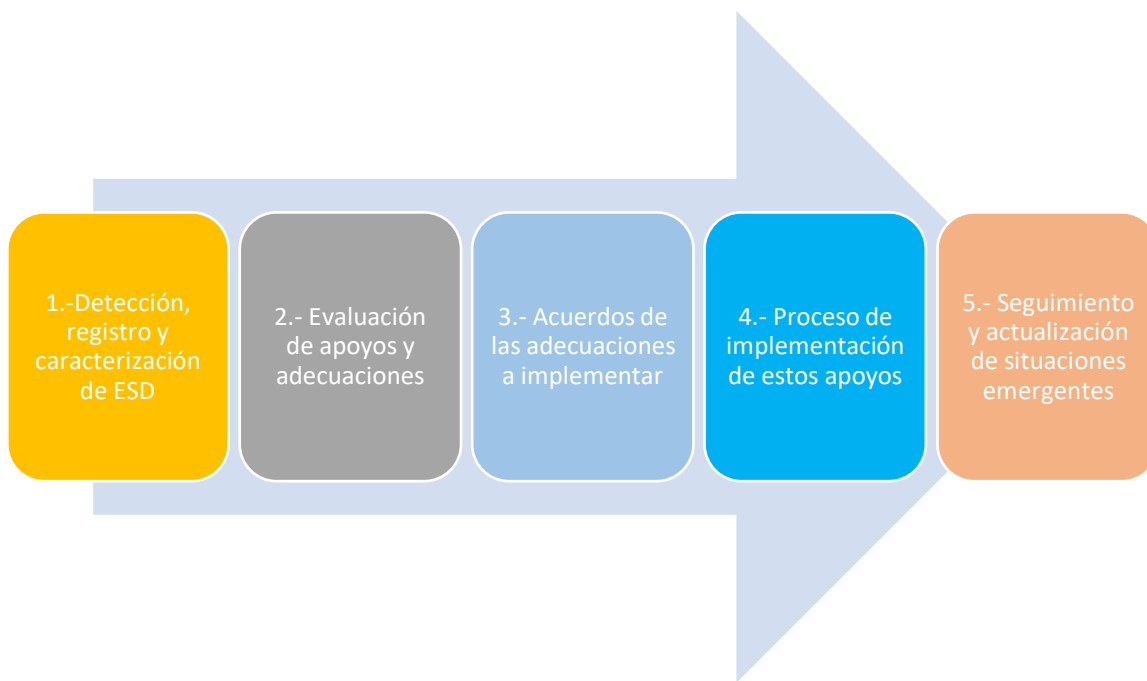 1.-Detección,
registro y
caracterización
de ESD
2.- Evaluación
de apoyos y
adecuaciones
3.- Acuerdos de
las adecuaciones
a implementar
4.- Proceso de
implementación
de estos apoyos
5.- Seguimiento
y actualización
de situaciones
emergentes